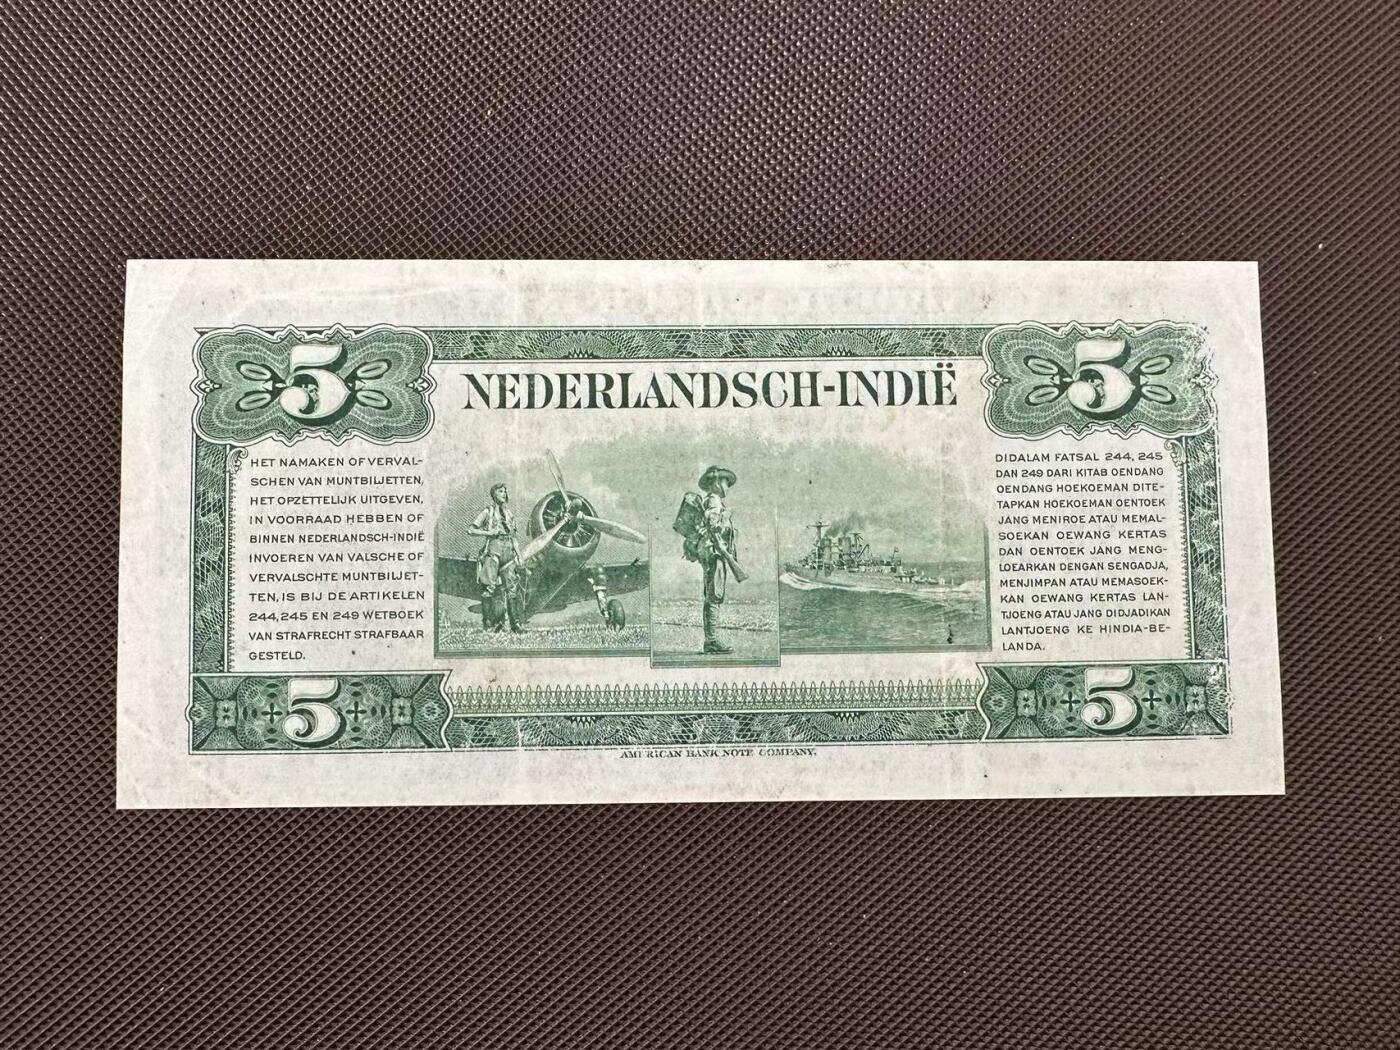 5
5
NEDERLANDSCH-INDIË
HET NAMAKEN OF VERVAL-
SCHEN VAN MUNTBILJETTEN,
HET OPZETTELIJK UITGEVEN,
IN VOORRAAD HEBBEN OF
BINNEN NEDERLANDSCH-INDIË
INVOEREN VAN VALSCHE OF
VERVALSCHTE MUNTBILJET-
TEN, IS BIJ DE ARTIKELEN
244, 245 EN 249 WETBOEK
VAN STRAFRECHT STRAFBAAR
GESTELD.
DIDALAM FATSAL 244, 245
DAN 249 DARI KITAB OENDANG
OENDANG HOEKOEMAN DITE-
TAPKAN HOEKOEMAN OENTOEK
JANG MENIROE ATAU MEMAL-
SOEKAN OEWANG KERTAS
DAN OENTOEK JANG MENG-
LOEARKAN DENGAN SENGADJA,
MENJIMPAN ATAU MEMASOEK-
KAN OEWANG KERTAS LAN-
TJOENG ATAU JANG DIDJADIKAN
LANTJOENG KE HINDIA-BE-
LANDA.
5
5
AMERICAN BANK NOTE COMPANY.